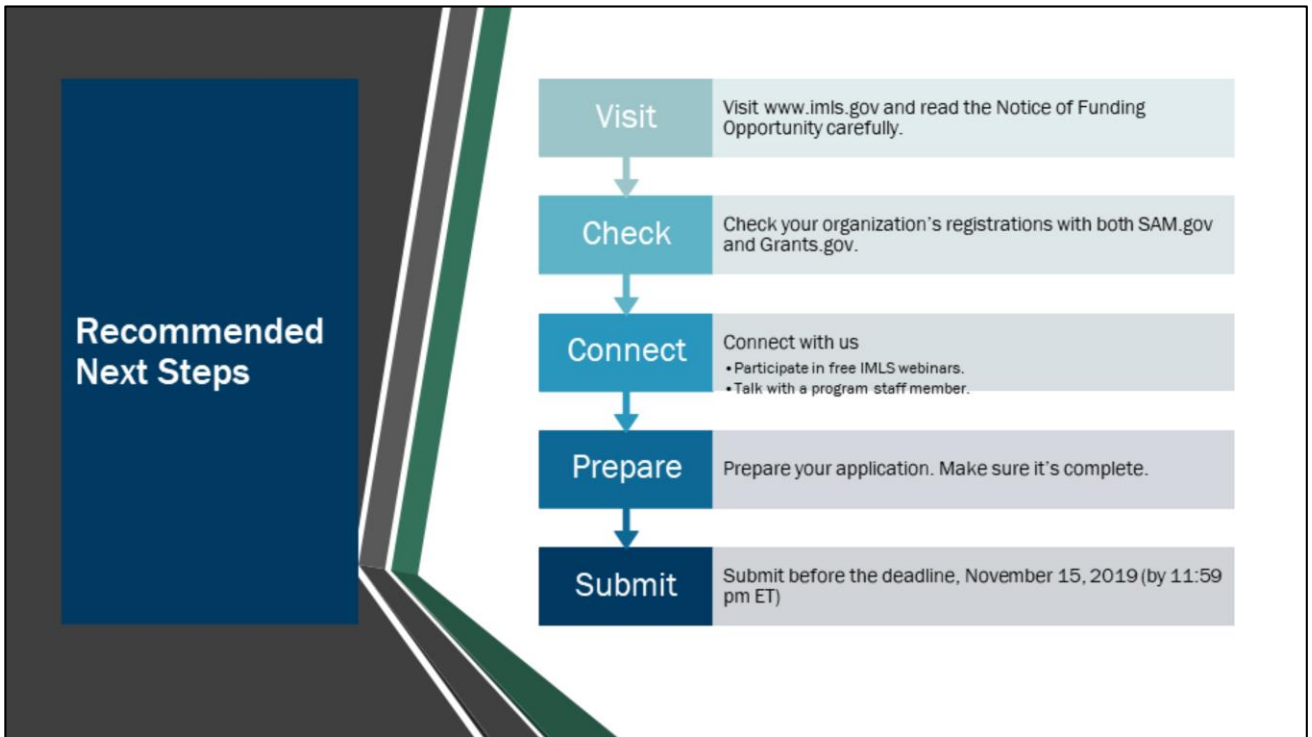 Recommended
Next Steps
Visit
Visit www.imls.gov and read the Notice of Funding
Opportunity carefully.
Check
Check your organization's registrations with both SAM.gov
and Grants.gov.
Connect
Connect with us
•Participate in free IMLS webinars.
•Talk with a program staff member.
Prepare
Prepare your application. Make sure it's complete.
Submit
Submit before the deadline, November 15, 2019 (by 11:59
pm ET)